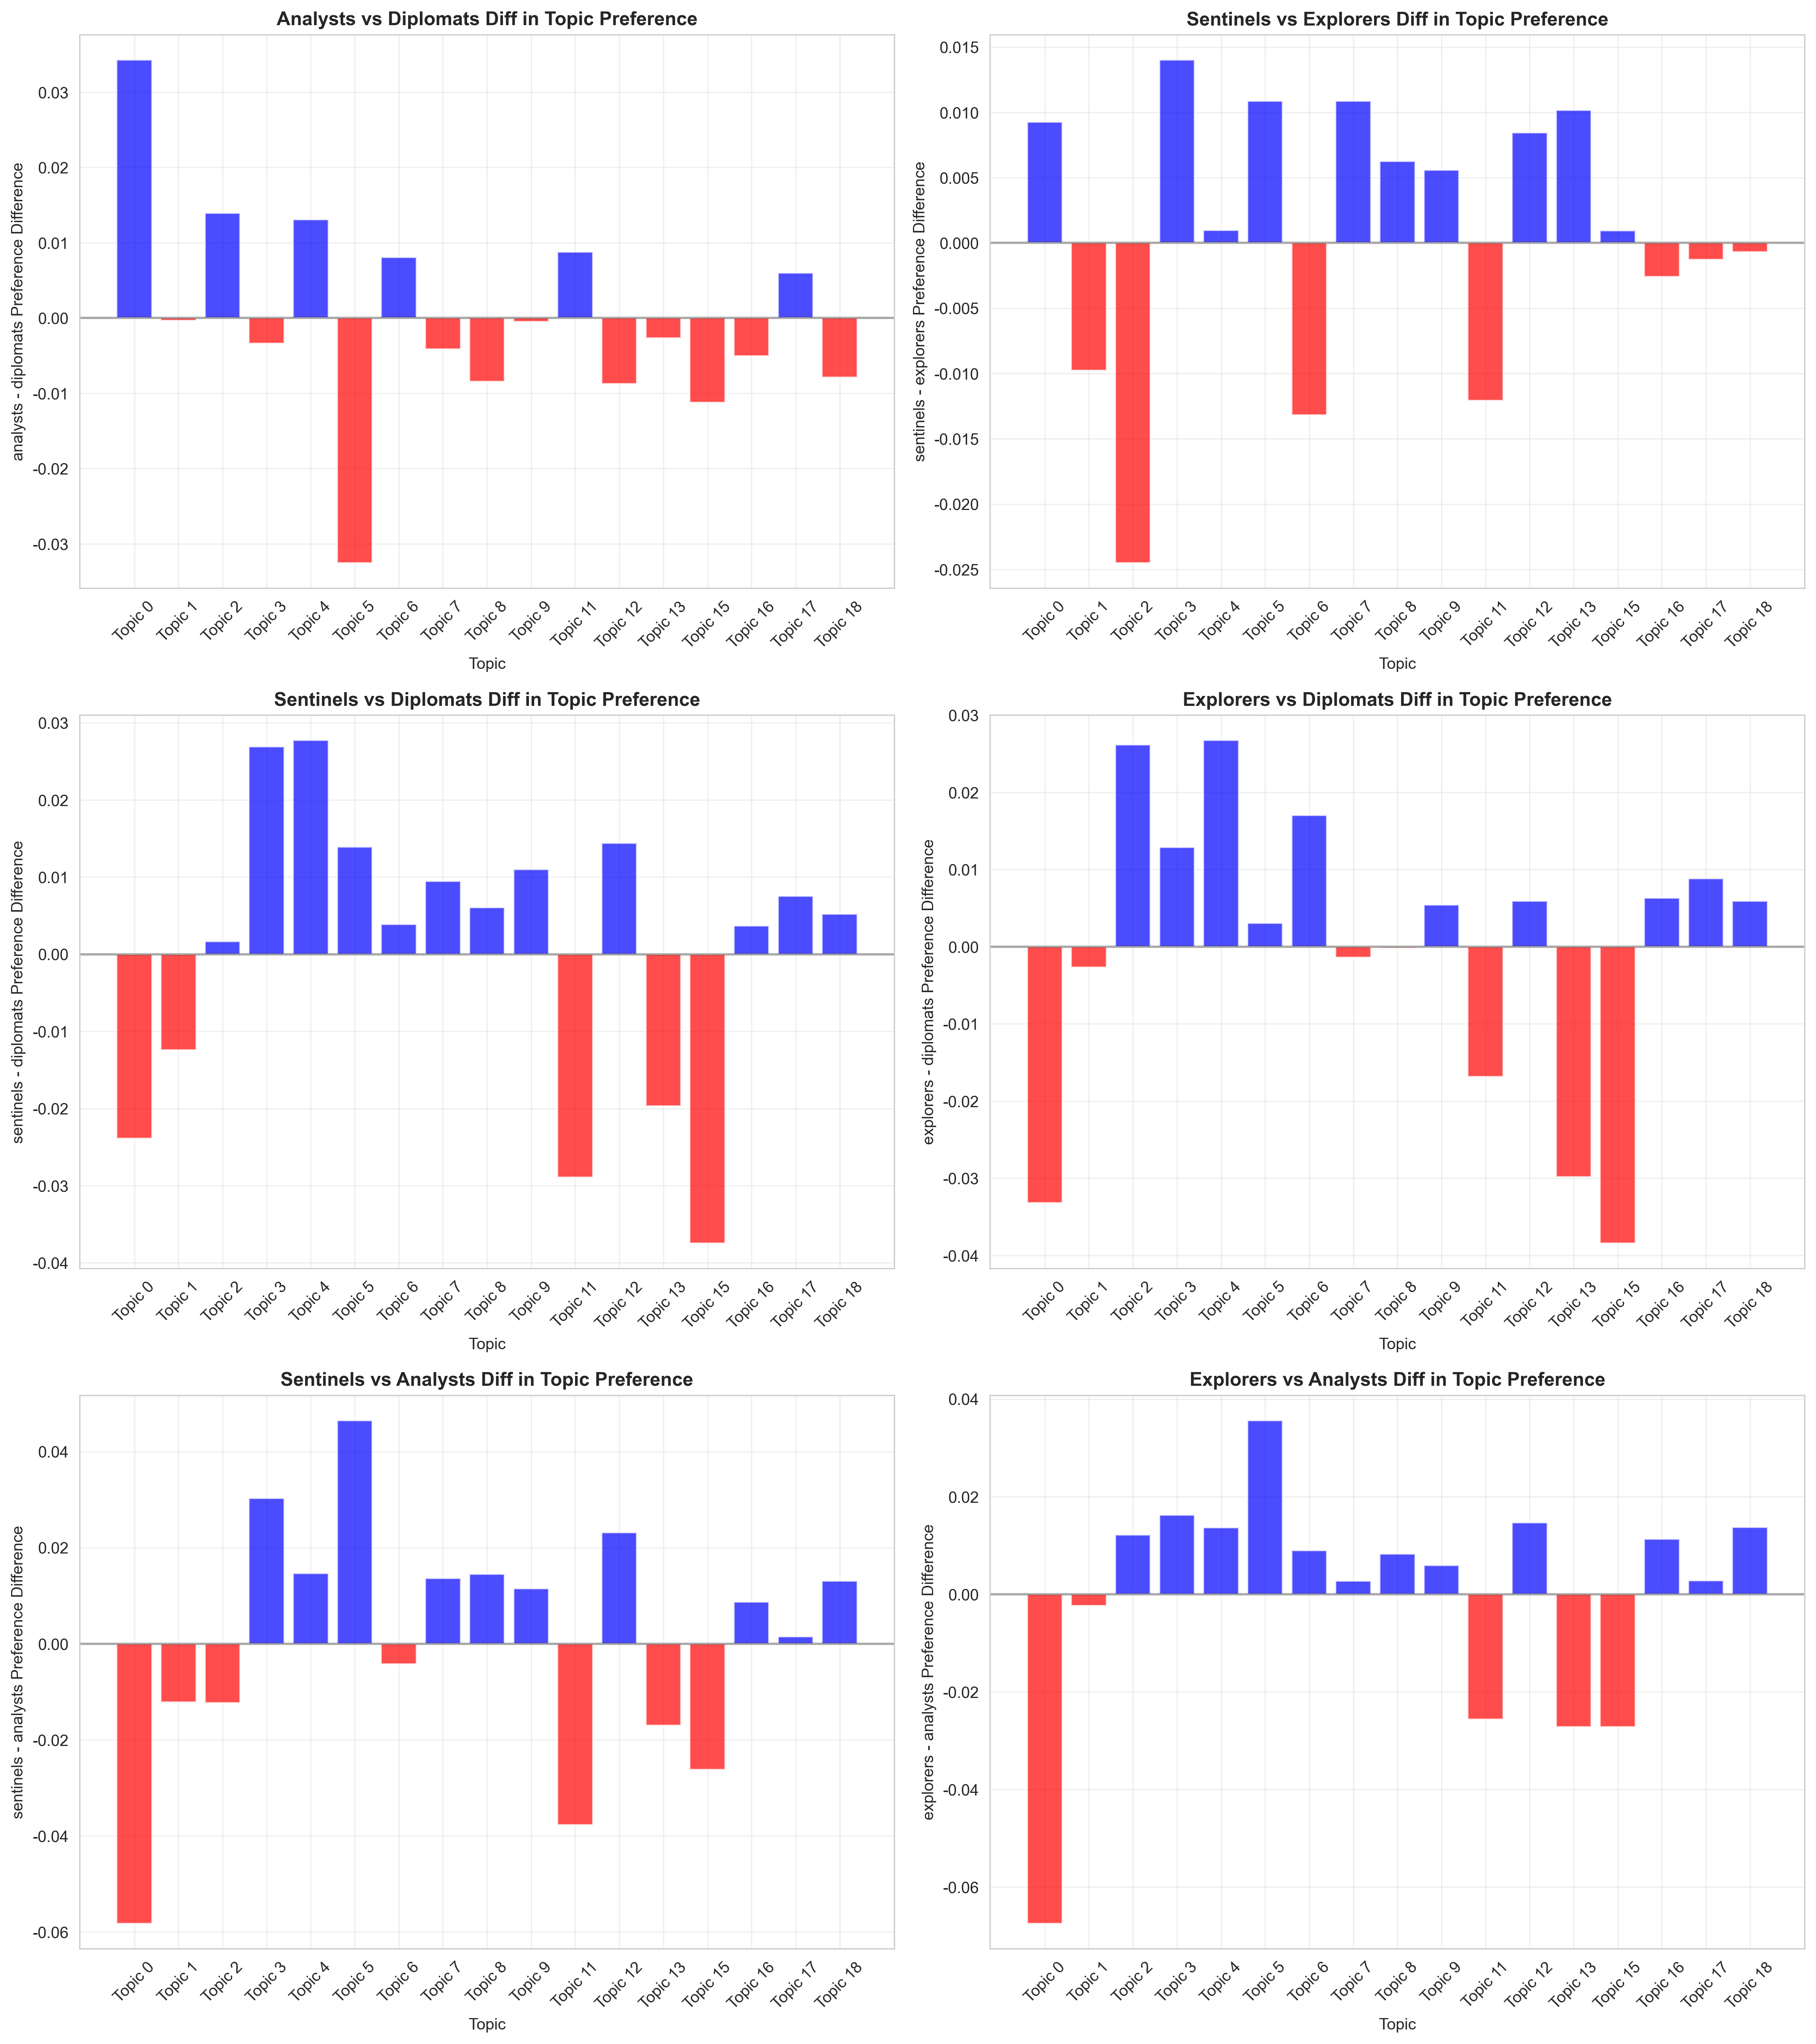 Analysts vs Diplomats Diff in Topic Preference
analysts - diplomats Preference Difference
0.03
0.02
0.01
0.00
-0.01
-0.02
-0.03
Topic 0 Topic 1 Topic 2 Topic 3 Topic 4 Topic 5 Topic 6 Topic 7 Topic 8 Topic 9 Topic 11 Topic 12 Topic 13 Topic 15 Topic 16 Topic 17 Topic 18
Topic
Sentinels vs Explorers Diff in Topic Preference
sentinels - explorers Preference Difference
0.015
0.010
0.005
0.000
-0.005
-0.010
-0.015
-0.020
-0.025
Topic 0 Topic 1 Topic 2 Topic 3 Topic 4 Topic 5 Topic 6 Topic 7 Topic 8 Topic 9 Topic 11 Topic 12 Topic 13 Topic 15 Topic 16 Topic 17 Topic 18
Topic
Sentinels vs Diplomats Diff in Topic Preference
sentinels - diplomats Preference Difference
0.03
0.02
0.01
0.00
-0.01
-0.02
-0.03
-0.04
Topic 0 Topic 1 Topic 2 Topic 3 Topic 4 Topic 5 Topic 6 Topic 7 Topic 8 Topic 9 Topic 11 Topic 12 Topic 13 Topic 15 Topic 16 Topic 17 Topic 18
Topic
Explorers vs Diplomats Diff in Topic Preference
explorers - diplomats Preference Difference
0.03
0.02
0.01
0.00
-0.01
-0.02
-0.03
-0.04
Topic 0 Topic 1 Topic 2 Topic 3 Topic 4 Topic 5 Topic 6 Topic 7 Topic 8 Topic 9 Topic 11 Topic 12 Topic 13 Topic 15 Topic 16 Topic 17 Topic 18
Topic
Sentinels vs Analysts Diff in Topic Preference
sentinels - analysts Preference Difference
0.04
0.02
0.00
-0.02
-0.04
-0.06
Topic 0 Topic 1 Topic 2 Topic 3 Topic 4 Topic 5 Topic 6 Topic 7 Topic 8 Topic 9 Topic 11 Topic 12 Topic 13 Topic 15 Topic 16 Topic 17 Topic 18
Topic
Explorers vs Analysts Diff in Topic Preference
explorers - analysts Preference Difference
0.04
0.02
0.00
-0.02
-0.04
-0.06
Topic 0 Topic 1 Topic 2 Topic 3 Topic 4 Topic 5 Topic 6 Topic 7 Topic 8 Topic 9 Topic 11 Topic 12 Topic 13 Topic 15 Topic 16 Topic 17 Topic 18
Topic